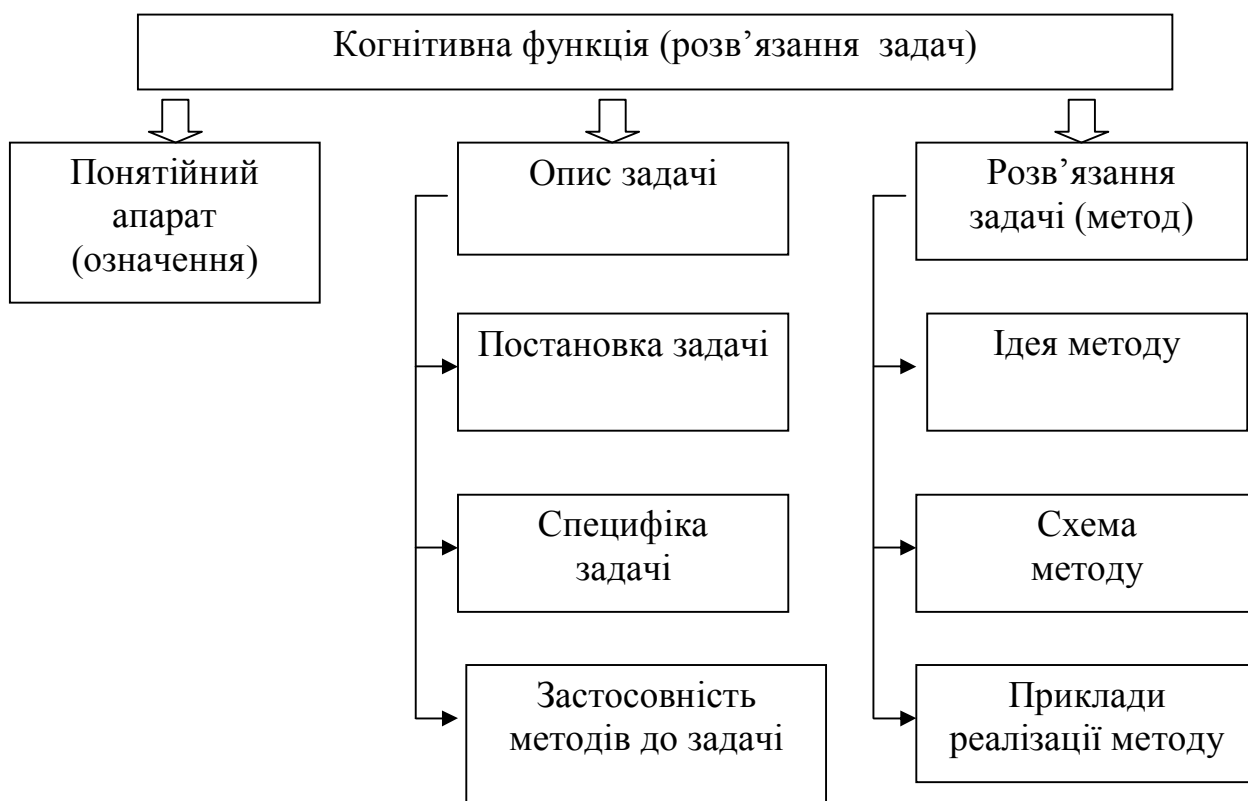 Когнітивна функція (розв’язання задач)
Понятійний
апарат
(означення)
Опис задачі
Постановка задачі
Специфіка
задачі
Застосовність
методів до задачі
Розв’язання
задачі (метод)
Ідея методу
Схема
методу
Приклади
реалізації методу